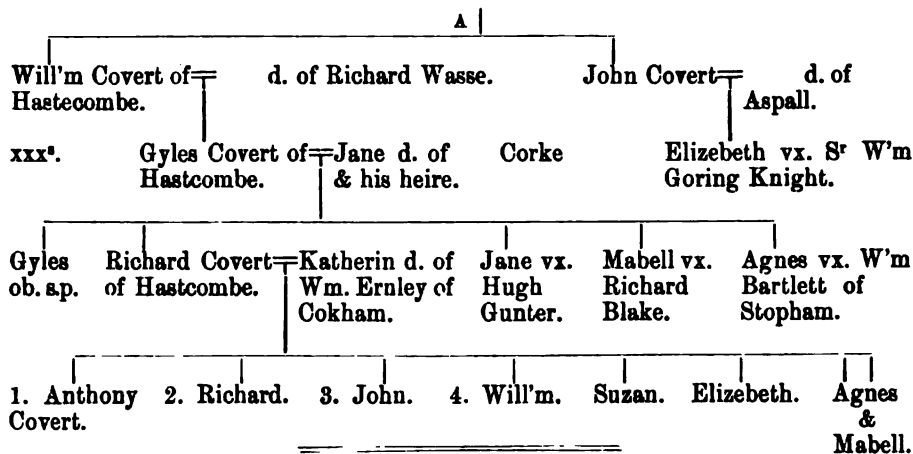 A
Will'm Covert of d. of Richard Wasse. John Covert d. of
Hastecombe. Aspall.
xxxs. Gyles Covert of Jane d. of Corke Elizebeth vx. Sr W'm
Hastcombe. & his heire. Goring Knight.
Gyles Richard Covert Katherin d. of Jane vx. Mabell vx. Agnes vx. W'm
ob. s.p. of Hastcombe. Wm. Ernley of Hugh Richard Bartlett of
Cokham. Gunter. Blake. Stopham.
1. Anthony 2. Richard. 3. John. 4. Will'm. Suzan. Elizebeth. Agnes
Covert. &
Mabell.